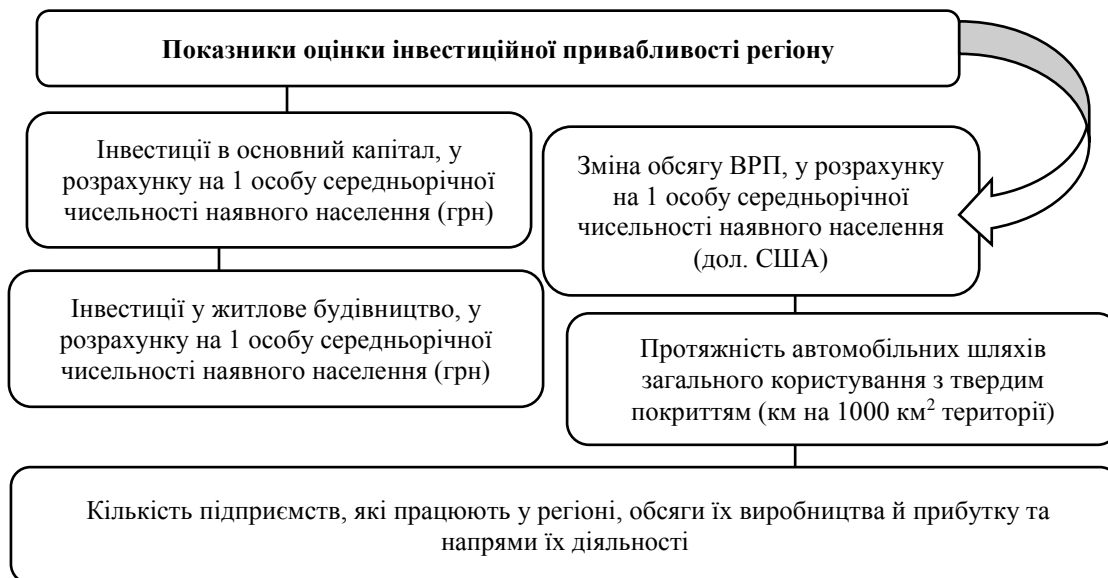 Показники оцінки інвестиційної привабливості регіону
Інвестиції в основний капітал, у
розрахунку на 1 особу середньорічної
чисельності наявного населення (грн)
Зміна обсягу ВРП, у розрахунку
на 1 особу середньорічної
чисельності наявного населення
(дол. США)
Інвестиції у житлове будівництво, у
розрахунку на 1 особу середньорічної
чисельності наявного населення (грн)
Протяжність автомобільних шляхів
загального користування з твердим
покриттям (км на 1000 км² території)
Кількість підприємств, які працюють у регіоні, обсяги їх виробництва й прибутку та
напрями їх діяльності